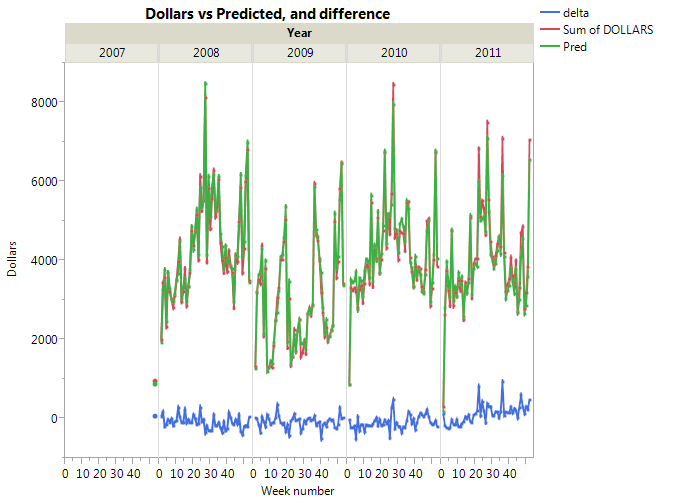 Dollars vs Predicted, and difference
delta
Sum of DOLLARS
Pred
Year
2007 2008 2009 2010 2011
8000
6000
4000
2000
0
Dollars
0 10 20 30 40 0 10 20 30 40 0 10 20 30 40 0 10 20 30 40 0 10 20 30 40
Week number